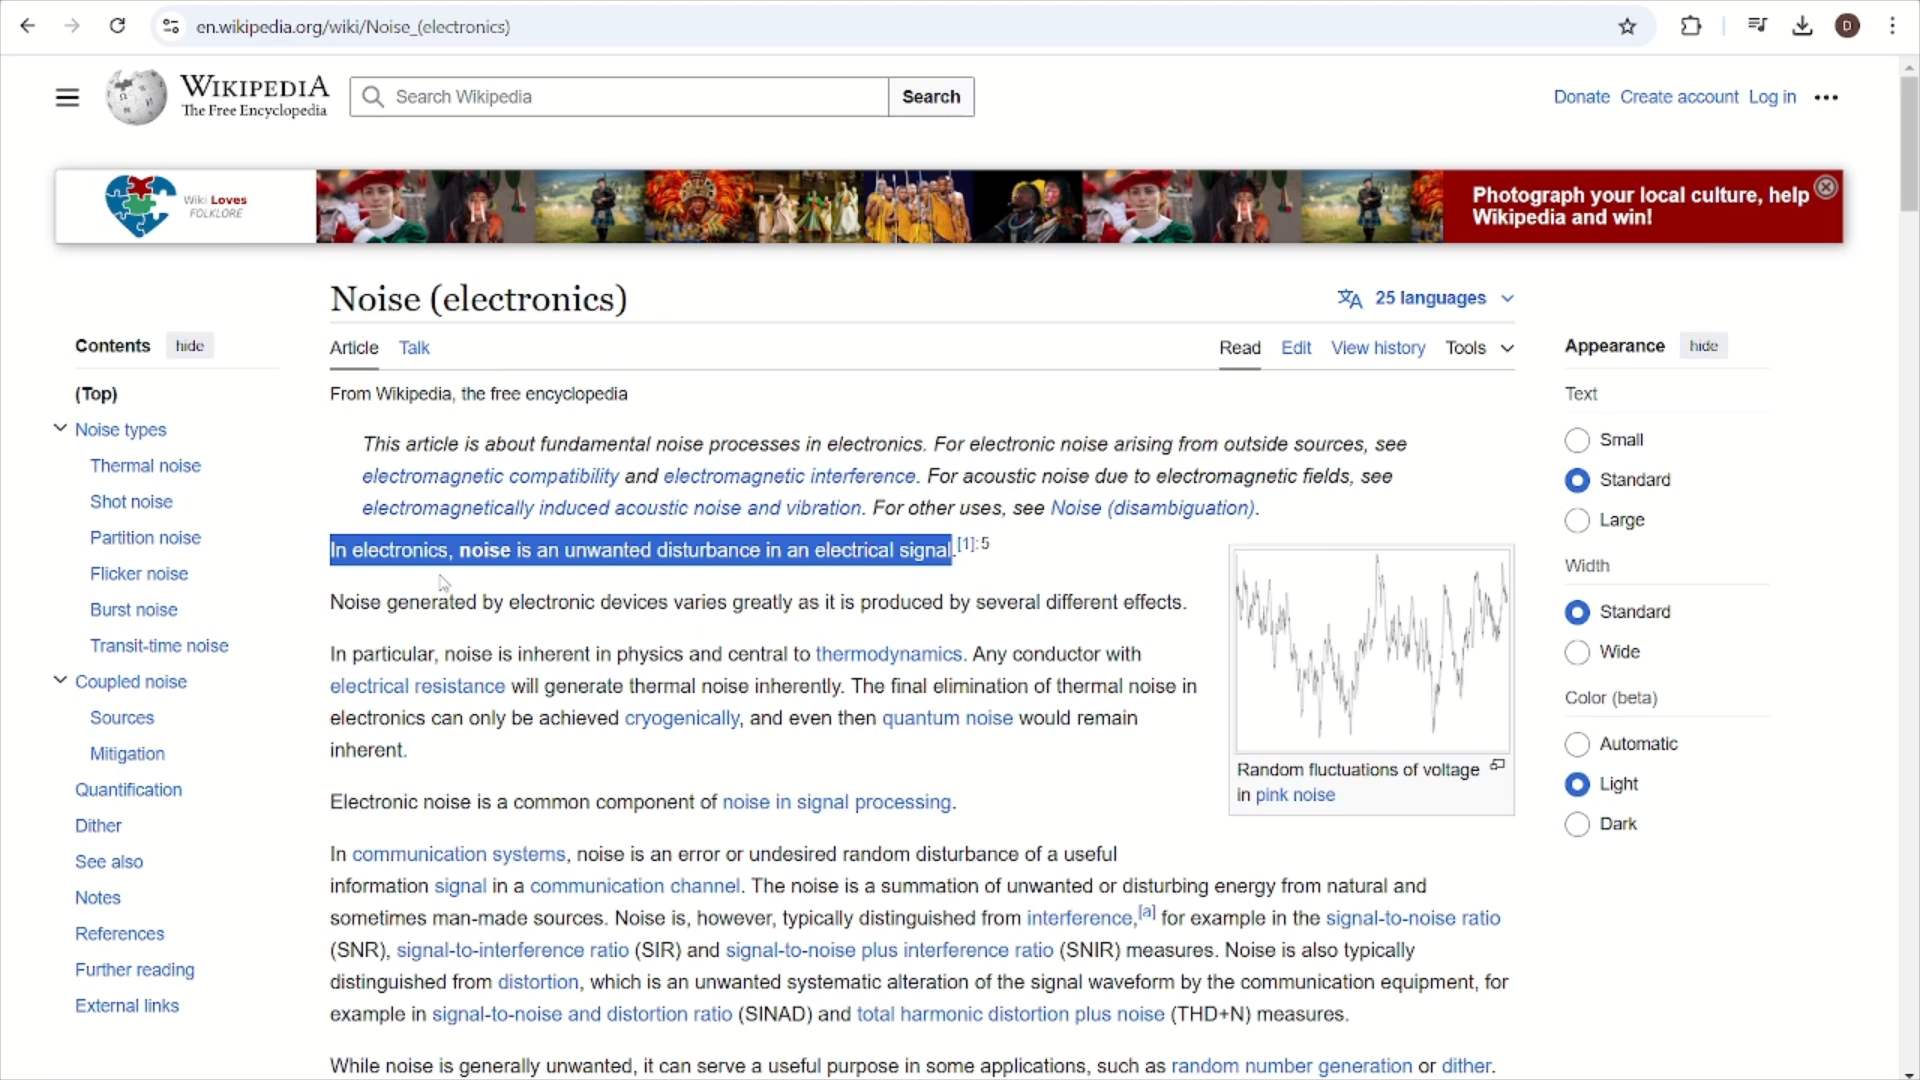 en.wikipedia.org/wiki/Noise_(electronics)
D
WIKIPEDIA
The Free Encyclopedia
Search Wikipedia
Search
Donate Create account Log in
Wiki Loves
FOLKLORE
Photograph your local culture, help
Wikipedia and win!
Noise (electronics)
25 languages
Contents hide
Article Talk
Read Edit View history Tools
Appearance hide
From Wikipedia, the free encyclopedia
(Top)
Noise types
Thermal noise
Shot noise
Partition noise
Flicker noise
Burst noise
Transit-time noise
Coupled noise
Sources
Mitigation
Quantification
Dither
See also
Notes
References
Further reading
External links
This article is about fundamental noise processes in electronics. For electronic noise arising from outside sources, see
electromagnetic compatibility and electromagnetic interference. For acoustic noise due to electromagnetic fields, see
electromagnetically induced acoustic noise and vibration. For other uses, see Noise (disambiguation).
In electronics, noise is an unwanted disturbance in an electrical signal.[1]:5
Noise generated by electronic devices varies greatly as it is produced by several different effects.
In particular, noise is inherent in physics and central to thermodynamics. Any conductor with
electrical resistance will generate thermal noise inherently. The final elimination of thermal noise in
electronics can only be achieved cryogenically, and even then quantum noise would remain
inherent.
Random fluctuations of voltage
in pink noise
Electronic noise is a common component of noise in signal processing.
In communication systems, noise is an error or undesired random disturbance of a useful
information signal in a communication channel. The noise is a summation of unwanted or disturbing energy from natural and
sometimes man-made sources. Noise is, however, typically distinguished from interference,[a] for example in the signal-to-noise ratio
(SNR), signal-to-interference ratio (SIR) and signal-to-noise plus interference ratio (SNIR) measures. Noise is also typically
distinguished from distortion, which is an unwanted systematic alteration of the signal waveform by the communication equipment, for
example in signal-to-noise and distortion ratio (SINAD) and total harmonic distortion plus noise (THD+N) measures.
While noise is generally unwanted, it can serve a useful purpose in some applications, such as random number generation or dither.
Text
Small
Standard
Large
Width
Standard
Wide
Color (beta)
Automatic
Light
Dark